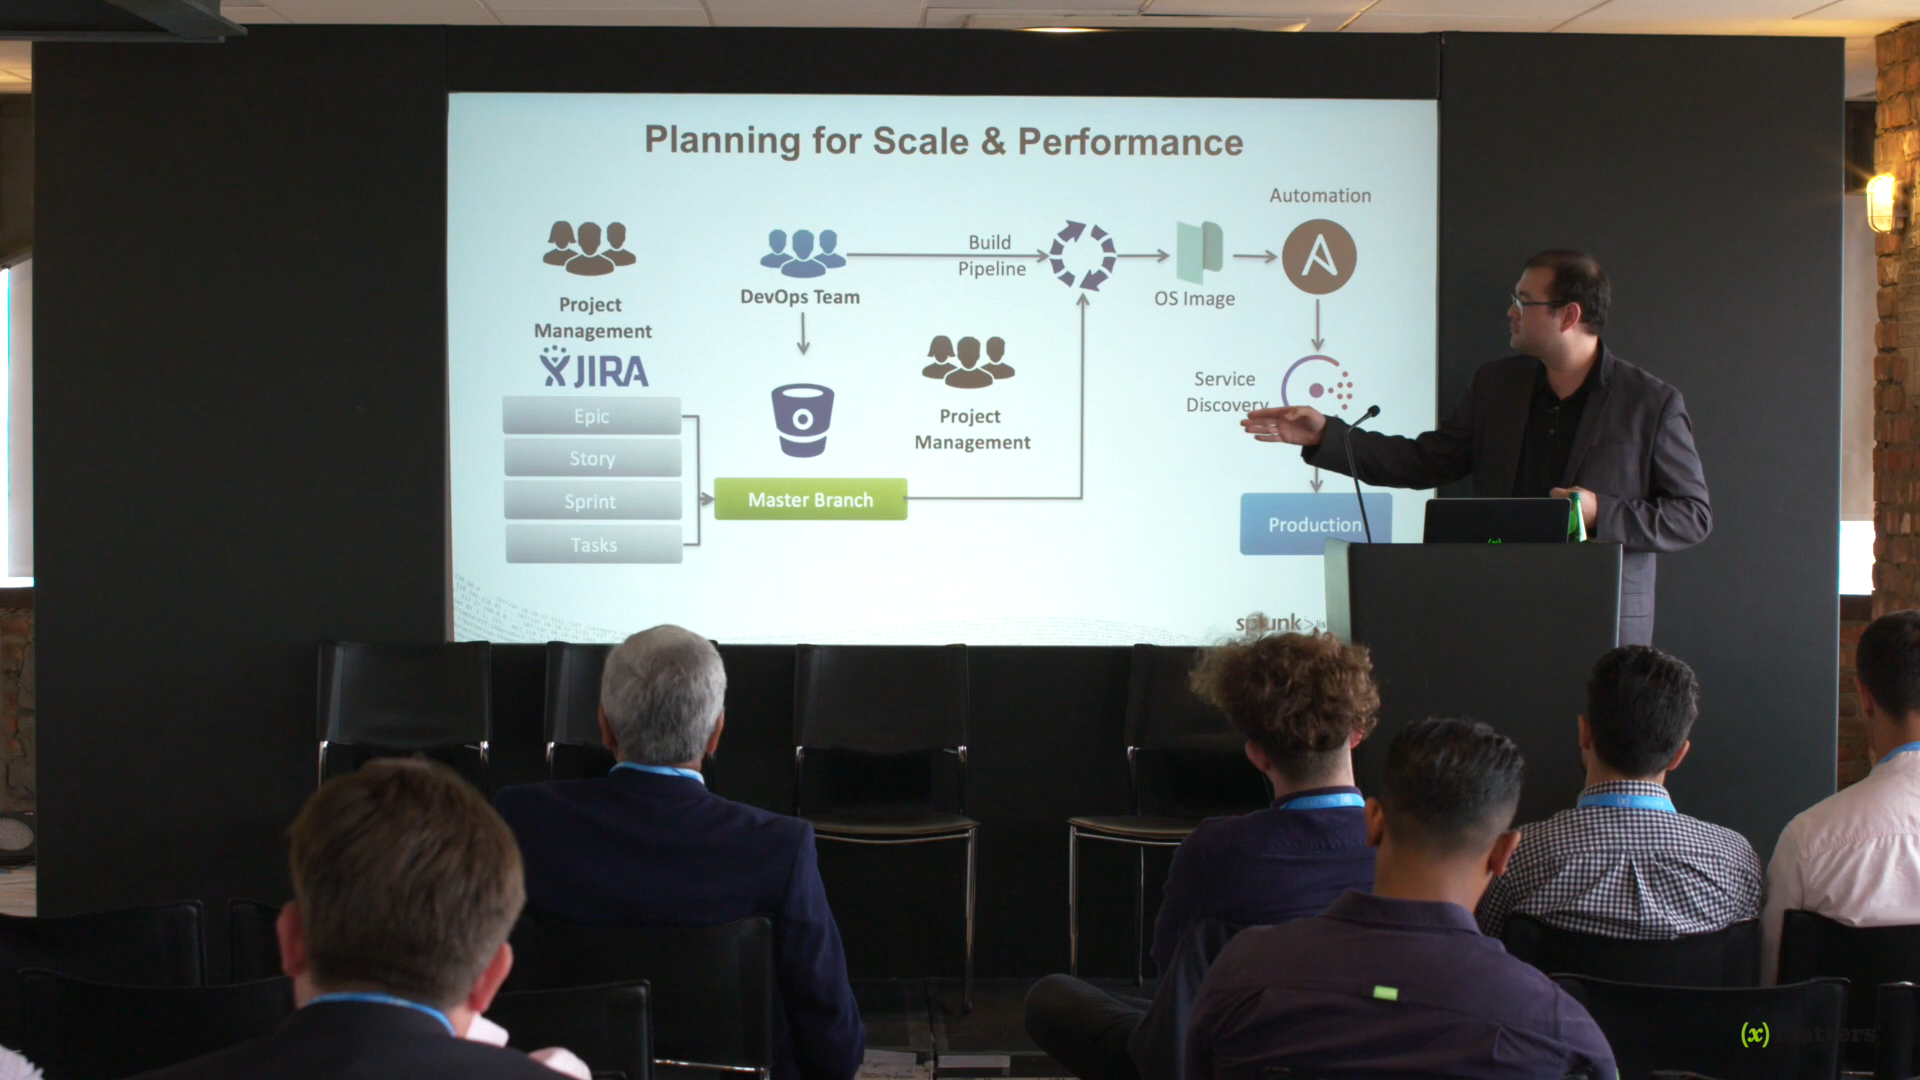 Planning for Scale & Performance
Automation
Build
Pipeline
Project
Management
JIRA
DevOps Team
OS Image
Project
Management
Service
Discovery
Epic
Story
Sprint
Tasks
Master Branch
Production
splunk>
(x)
(x) matters